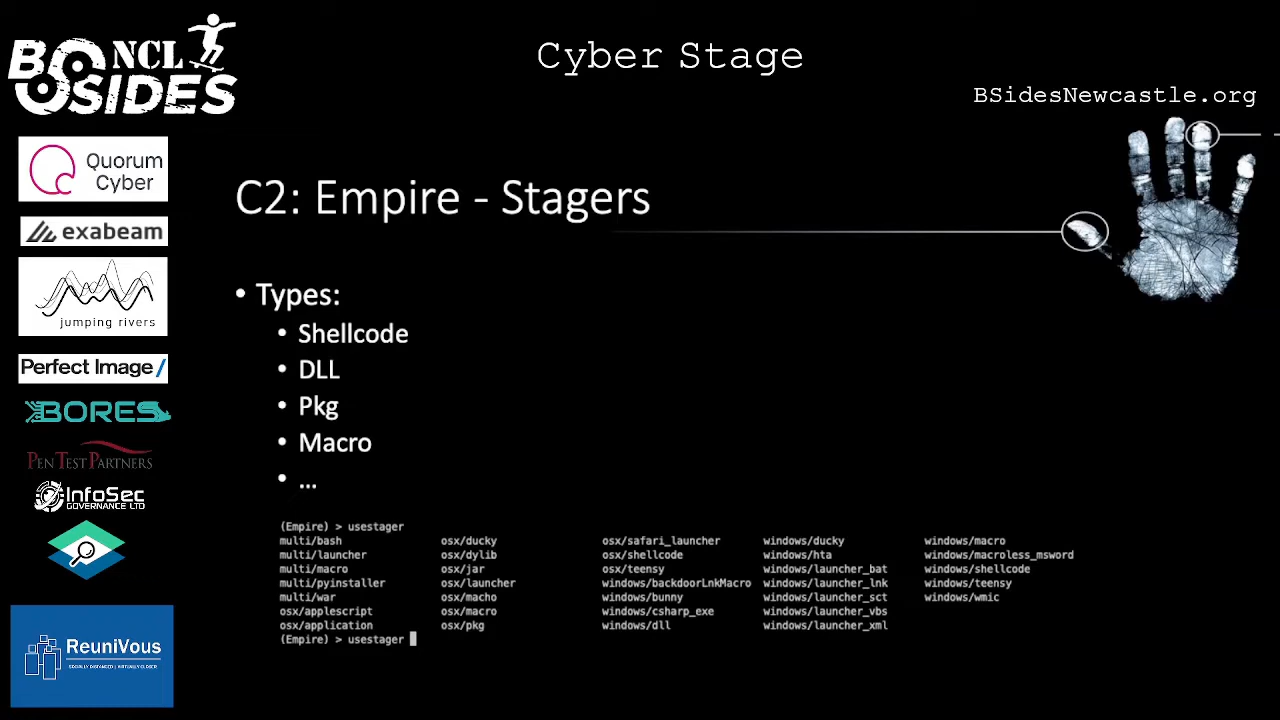 BSIDES NCL
Cyber Stage
BSidesNewcastle.org
Quorum Cyber
exabeam
jumping rivers
Perfect Image/
BORES
PEN TEST PARTNERS
InfoSec
GOVERNANCE LTD
ReuniVous
SOCIALLY DISTANCED | VIRTUALLY CLOSER
C2: Empire - Stagers
• Types:
• Shellcode
• DLL
• Pkg
• Macro
• ...
(Empire) > usestager
multi/bash osx/ducky osx/safari_launcher windows/ducky windows/macro
multi/launcher osx/dylib osx/shellcode windows/hta windows/macroless_msword
multi/macro osx/jar osx/teensy windows/launcher_bat windows/shellcode
multi/pyinstaller osx/launcher windows/backdoorLnkMacro windows/launcher_lnk windows/teensy
multi/war osx/macho windows/bunny windows/launcher_sct windows/wmic
osx/applescript osx/macro windows/csharp_exe windows/launcher_vbs
osx/application osx/pkg windows/dll windows/launcher_xml
(Empire) > usestager